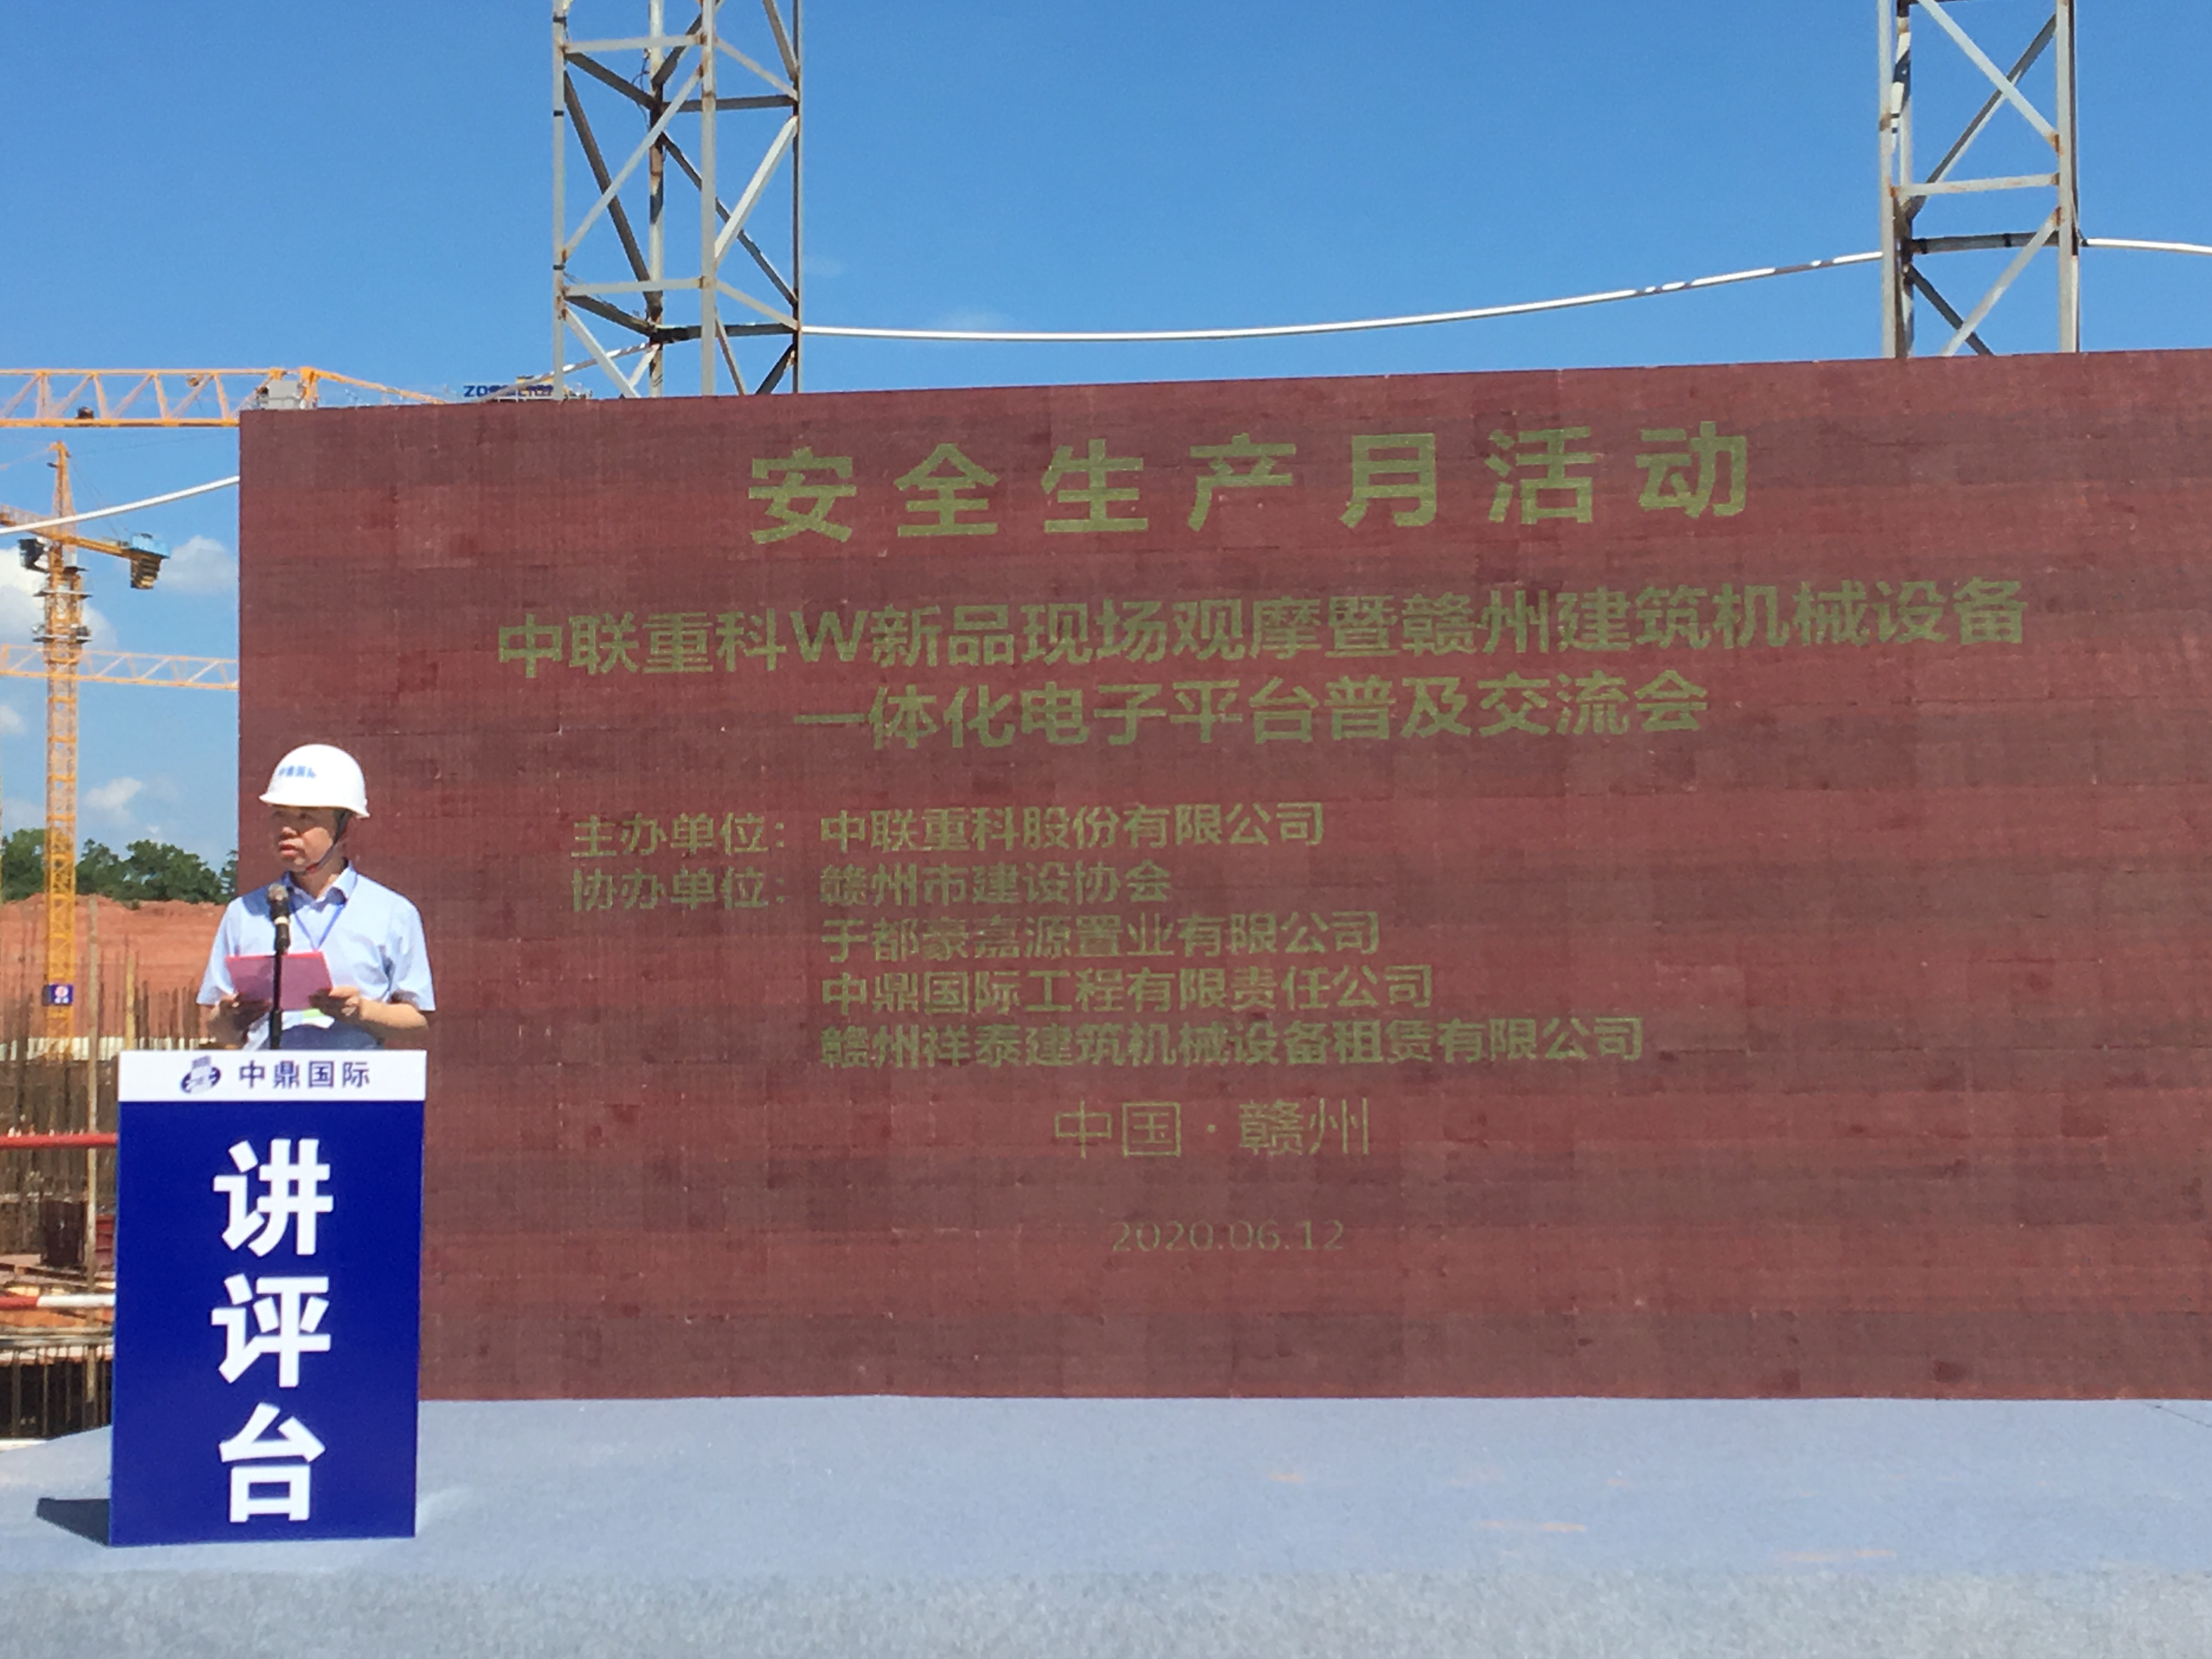 安全生产月活动
中联重科W新品现场观摩暨赣州建筑机械设备
一体化电子平台普及交流会
主办单位：中联重科股份有限公司
协办单位：赣州市建设协会
于都豪嘉源置业有限公司
中鼎国际工程有限责任公司
赣州祥泰建筑机械设备租赁有限公司
中国·赣州
2020.06.12
中鼎国际
讲评台